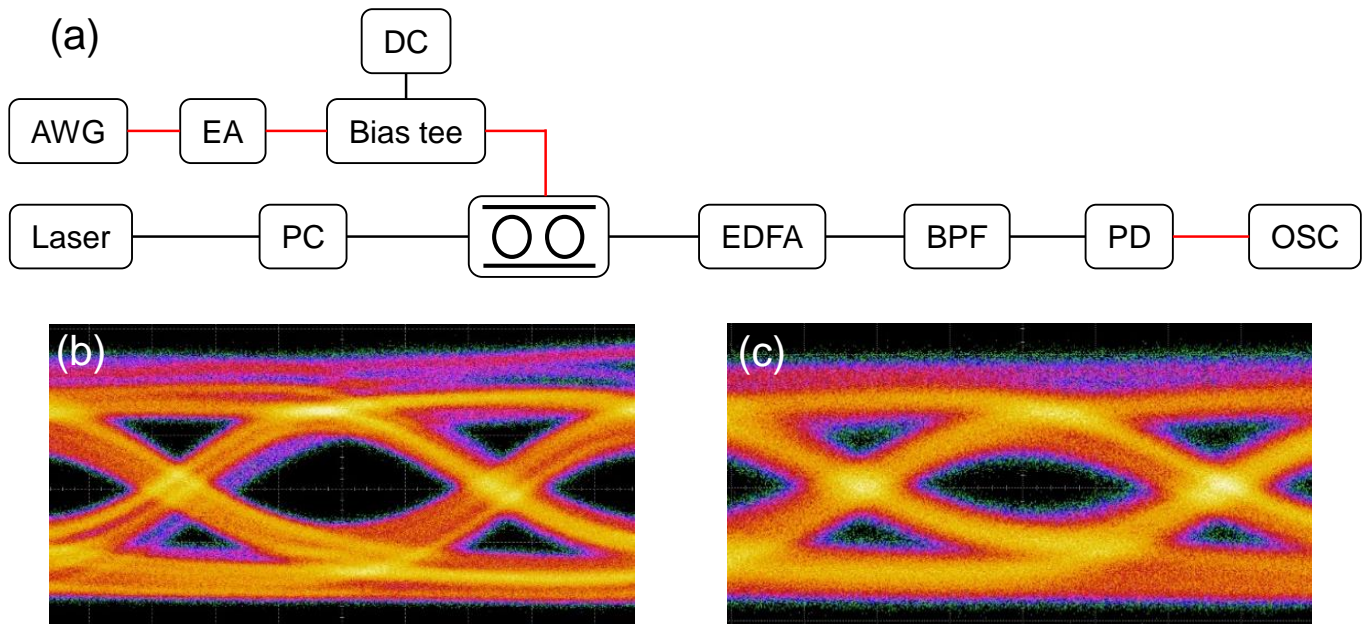 (a)
DC
AWG
EA
Bias tee
Laser
PC
EDFA
BPF
PD
OSC
(b)
(c)